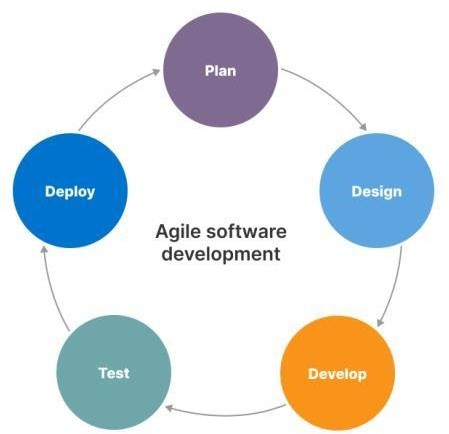 Plan
Design
Develop
Test
Deploy
Agile software
development